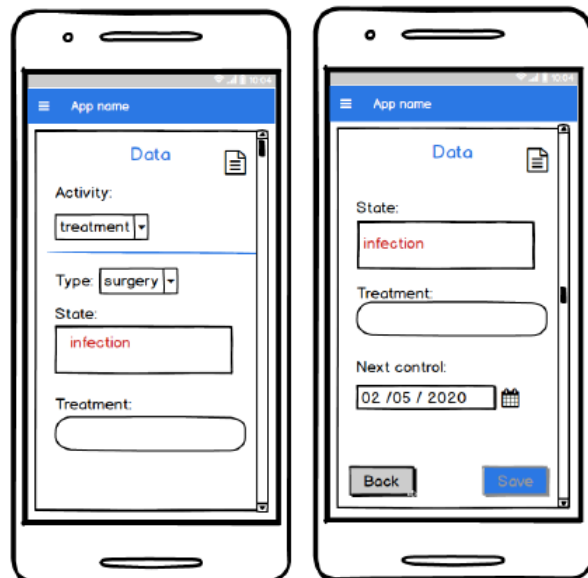 10:04
App name
Data
Activity:
treatment
Type: surgery
State:
infection
Treatment:
10:04
App name
Data
State:
infection
Treatment:
Next control:
02 /05 / 2020
Back
Save